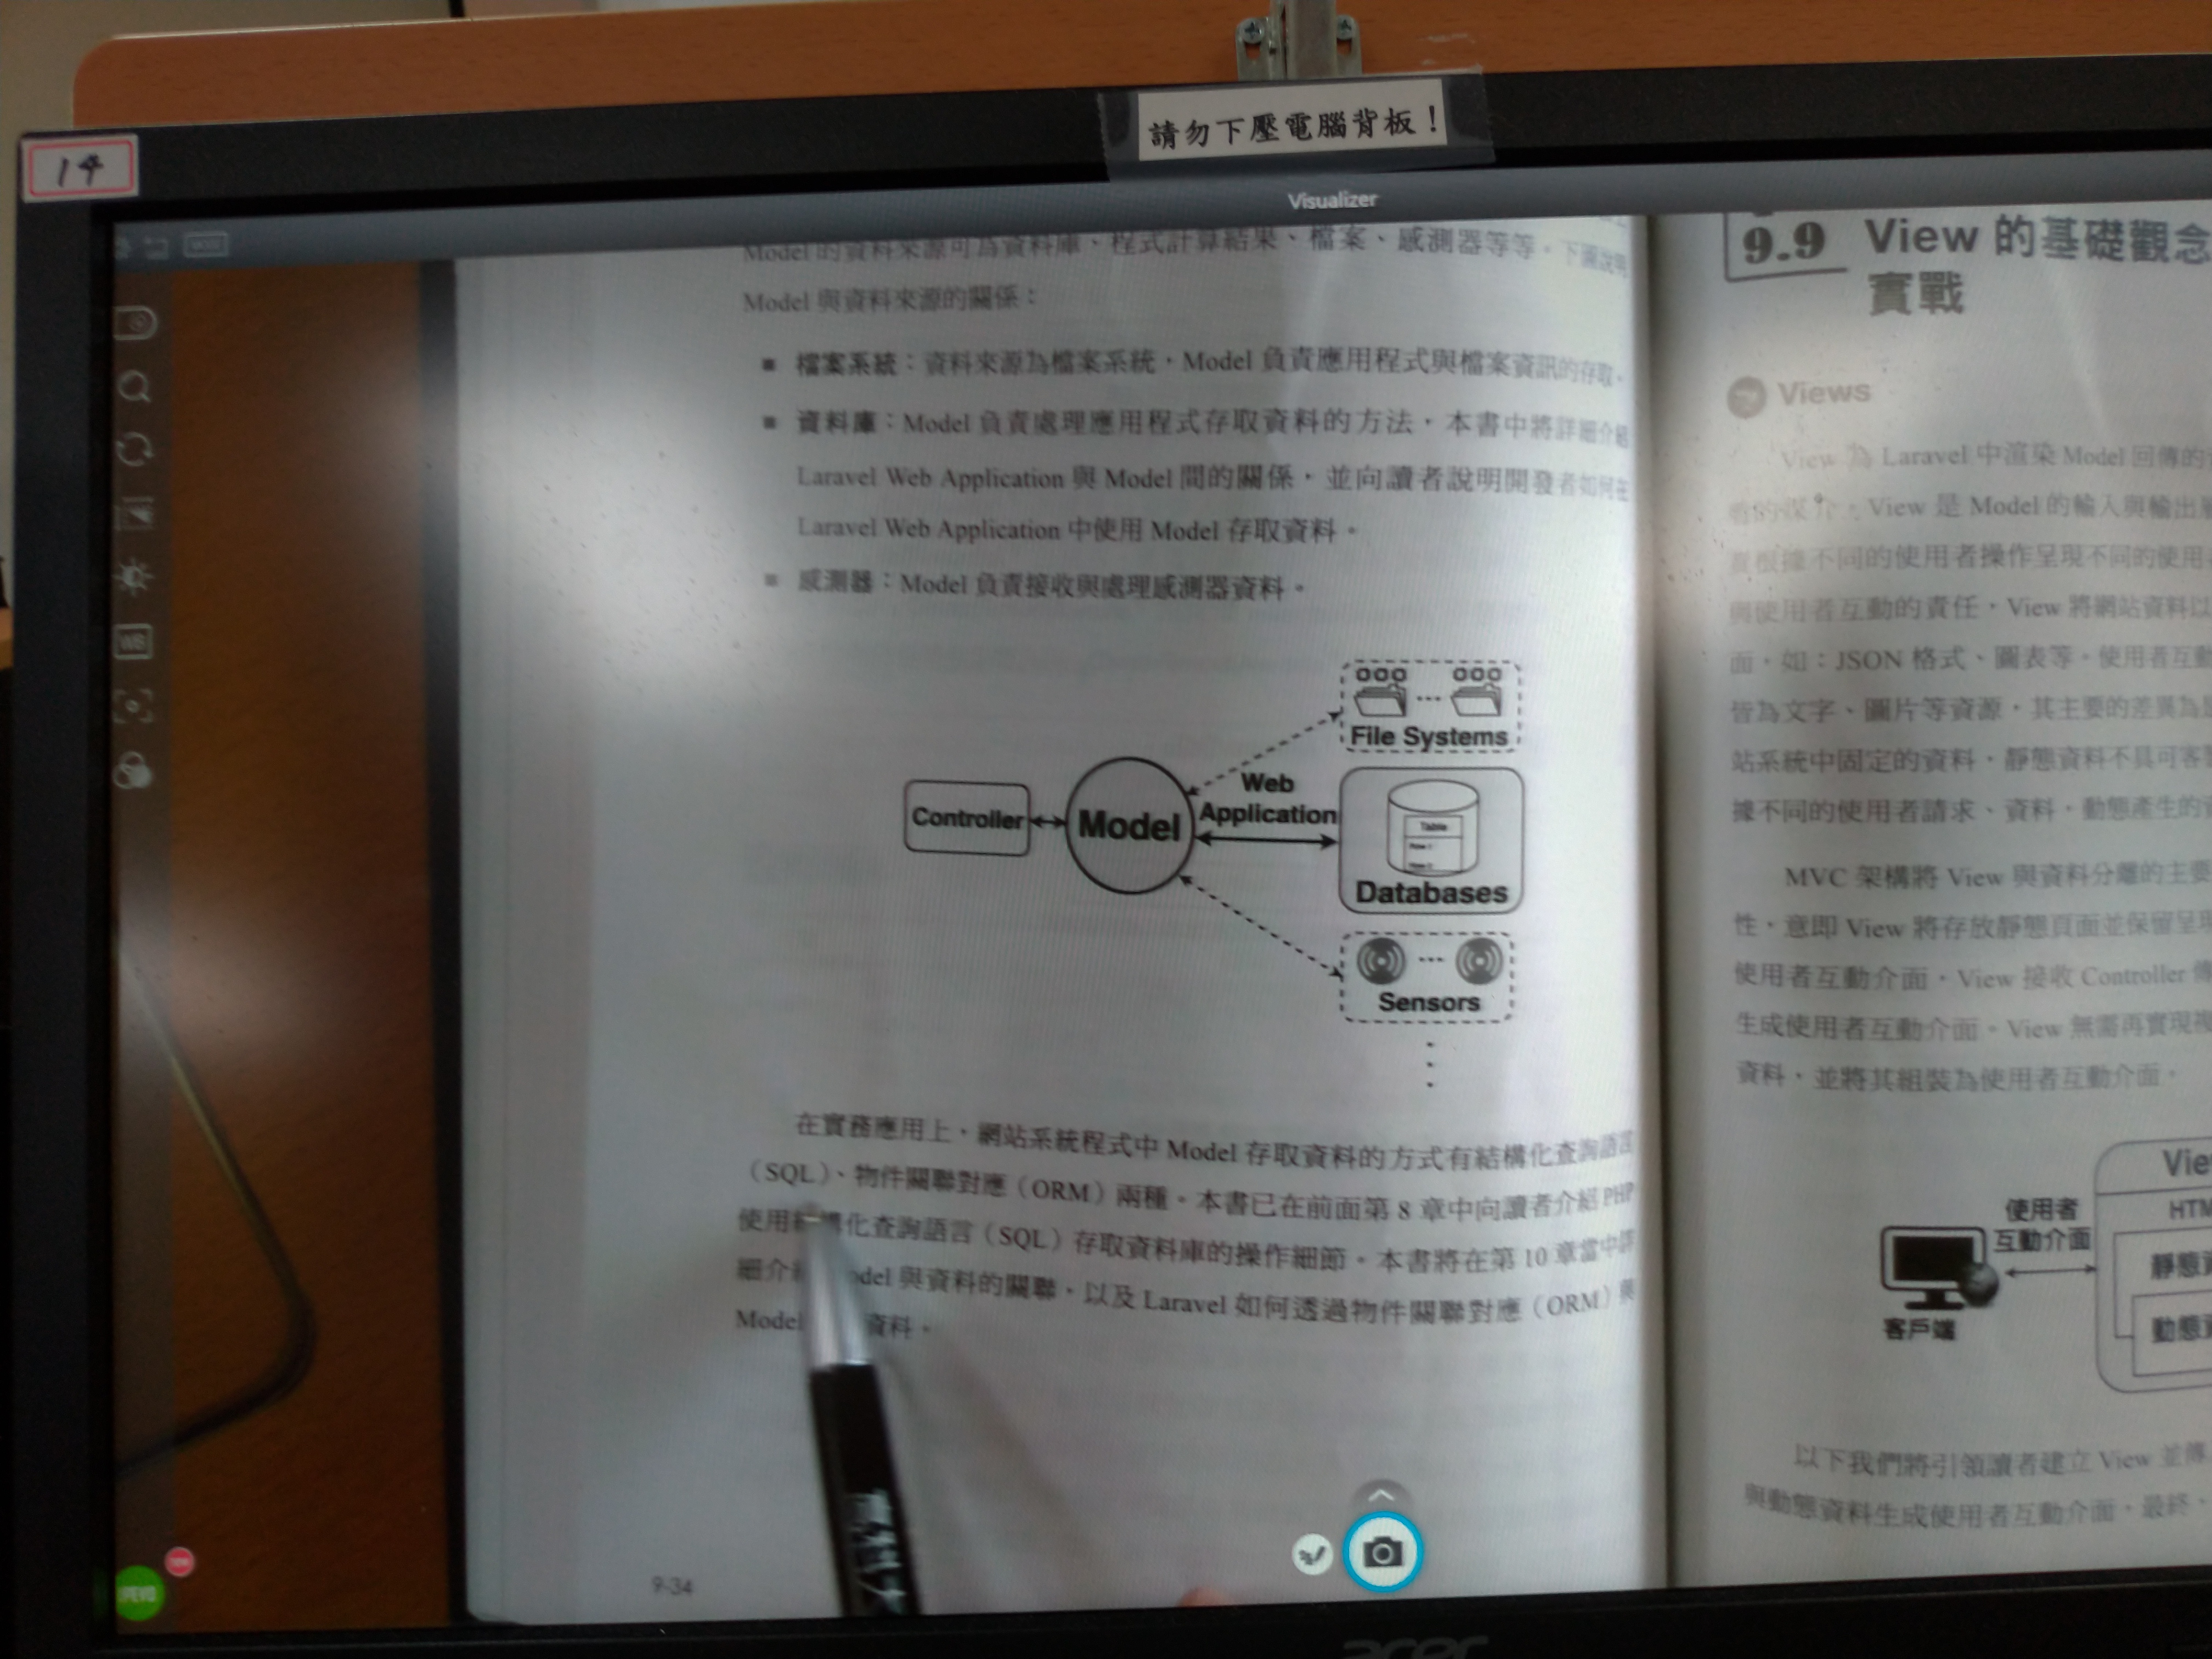 請勿下壓電腦背板！
14
Visualizer
Model 的資料來源可為資料庫、程式計算結果、檔案、感測器等等。下圖說明
Model 與資料來源的關係：
■ 檔案系統：資料來源為檔案系統，Model 負責應用程式與檔案資訊的存取。
■ 資料庫：Model 負責處理應用程式存取資料的方法，本書中將詳細介紹
Laravel Web Application 與 Model 間的關係，並向讀者說明開發者如何在
Laravel Web Application 中使用 Model 存取資料。
■ 感測器：Model 負責接收與處理感測器資料。
File Systems
Controller
Model
Web
Application
Table
Databases
Sensors
在實務應用上，網站系統程式中 Model 存取資料的方式有結構化查詢語言
（SQL）、物件關聯對應（ORM）兩種。本書已在前面第 8 章中向讀者介紹 PHP
使用 構化查詢語言（SQL）存取資料庫的操作細節。本書將在第 10 章當中詳
細介 odel 與資料的關聯，以及 Laravel 如何透過物件關聯對應（ORM）與
Model 資料。
9-34
9.9 View 的基礎觀念
實戰
Views
View 為 Laravel 中渲染 Model 回傳的
View 是 Model 的輸入與輸出
根據不同的使用者操作呈現不同的使用
與使用者互動的責任，View 將網站資料以
面，如：JSON 格式、圖表等。使用者互動
皆為文字、圖片等資源，其主要的差異為
站系統中固定的資料，靜態資料不具可客
據不同的使用者請求、資料，動態產生的
MVC 架構將 View 與資料分離的主要
性，意即 View 將存放靜態頁面並保留呈現
使用者互動介面，View 接收 Controller 傳
生成使用者互動介面。View 無需再實現
資料，並將其組裝為使用者互動介面。
使用者
互動介面
客戶端
Vie
HTM
靜態
動態
以下我們將引領讀者建立 View 並傳
與動態資料生成使用者互動介面，最終，
acer